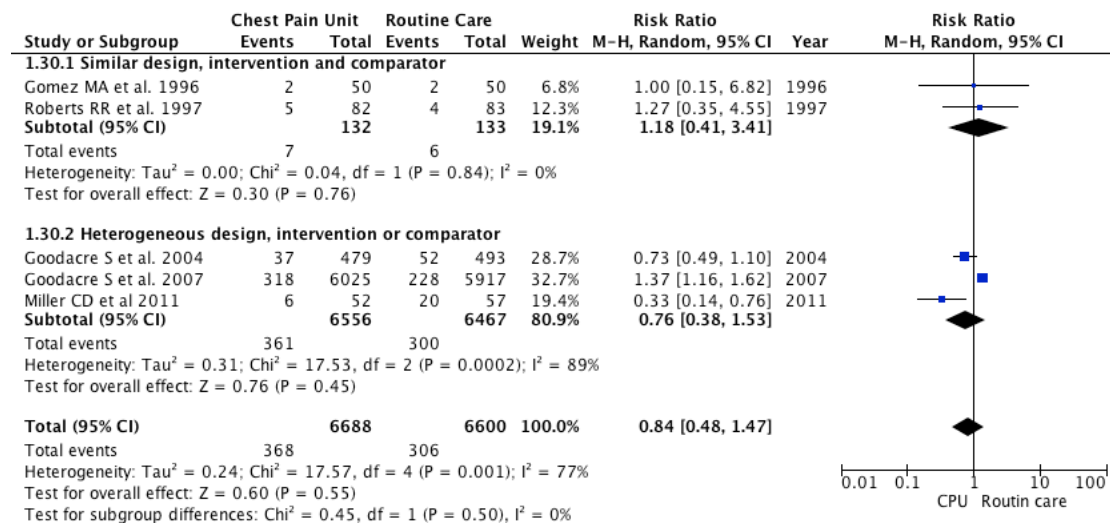 Chest Pain Unit Routine Care Risk Ratio Risk Ratio
Study or Subgroup Events Total Events Total Weight M-H, Random, 95% CI Year M-H, Random, 95% CI
1.30.1 Similar design, intervention and comparator
Gomez MA et al. 1996 2 50 2 50 6.8% 1.00 [0.15, 6.82] 1996
Roberts RR et al. 1997 5 82 4 83 12.3% 1.27 [0.35, 4.55] 1997
Subtotal (95% CI) 132 133 19.1% 1.18 [0.41, 3.41]
Total events 7 6
Heterogeneity: Tau² = 0.00; Chi² = 0.04, df = 1 (P = 0.84); I² = 0%
Test for overall effect: Z = 0.30 (P = 0.76)
1.30.2 Heterogeneous design, intervention or comparator
Goodacre S et al. 2004 37 479 52 493 28.7% 0.73 [0.49, 1.10] 2004
Goodacre S et al. 2007 318 6025 228 5917 32.7% 1.37 [1.16, 1.62] 2007
Miller CD et al 2011 6 52 20 57 19.4% 0.33 [0.14, 0.76] 2011
Subtotal (95% CI) 6556 6467 80.9% 0.76 [0.38, 1.53]
Total events 361 300
Heterogeneity: Tau² = 0.31; Chi² = 17.53, df = 2 (P = 0.0002); I² = 89%
Test for overall effect: Z = 0.76 (P = 0.45)
Total (95% CI) 6688 6600 100.0% 0.84 [0.48, 1.47]
Total events 368 306
Heterogeneity: Tau² = 0.24; Chi² = 17.57, df = 4 (P = 0.001); I² = 77%
Test for overall effect: Z = 0.60 (P = 0.55)
Test for subgroup differences: Chi² = 0.45, df = 1 (P = 0.50), I² = 0%
0.01 0.1 1 10 100
CPU Routin care